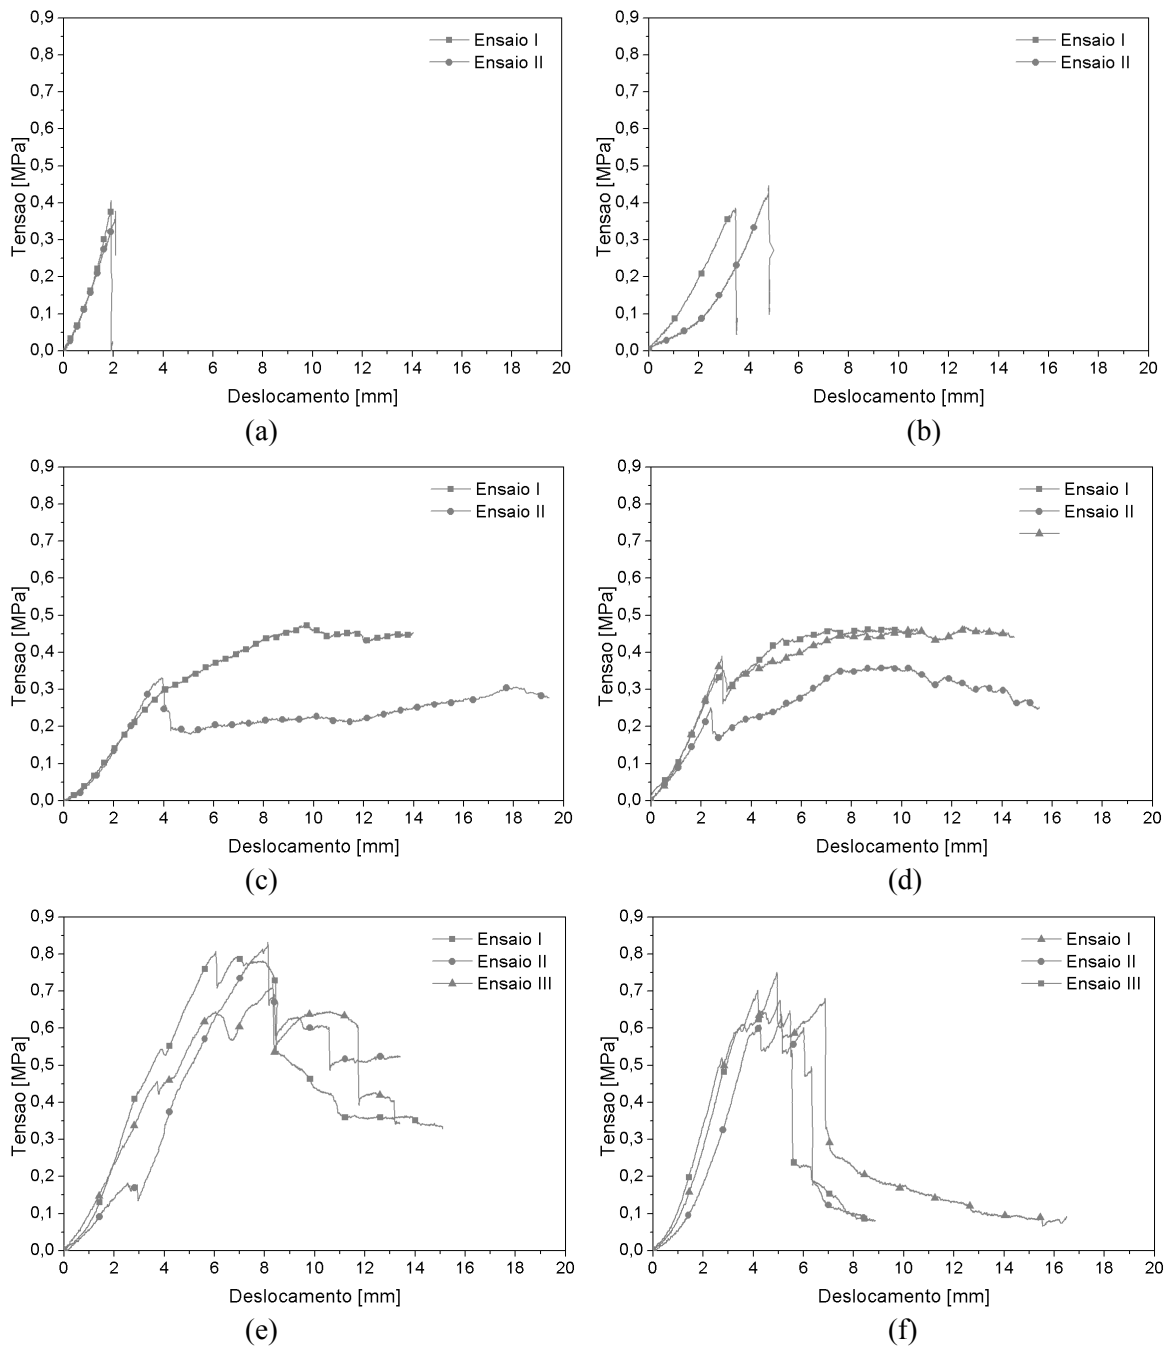 0,9
0,8
0,7
0,6
0,5
0,4
0,3
0,2
0,1
0,0
Tensao [MPa]
Ensaio I
Ensaio II
0 2 4 6 8 10 12 14 16 18 20
Deslocamento [mm]
(a)
0,9
0,8
0,7
0,6
0,5
0,4
0,3
0,2
0,1
0,0
Tensao [MPa]
Ensaio I
Ensaio II
0 2 4 6 8 10 12 14 16 18 20
Deslocamento [mm]
(b)
0,9
0,8
0,7
0,6
0,5
0,4
0,3
0,2
0,1
0,0
Tensao [MPa]
Ensaio I
Ensaio II
0 2 4 6 8 10 12 14 16 18 20
Deslocamento [mm]
(c)
0,9
0,8
0,7
0,6
0,5
0,4
0,3
0,2
0,1
0,0
Tensao [MPa]
Ensaio I
Ensaio II
0 2 4 6 8 10 12 14 16 18 20
Deslocamento [mm]
(d)
0,9
0,8
0,7
0,6
0,5
0,4
0,3
0,2
0,1
0,0
Tensao [MPa]
Ensaio I
Ensaio II
Ensaio III
0 2 4 6 8 10 12 14 16 18 20
Deslocamento [mm]
(e)
0,9
0,8
0,7
0,6
0,5
0,4
0,3
0,2
0,1
0,0
Tensao [MPa]
Ensaio I
Ensaio II
Ensaio III
0 2 4 6 8 10 12 14 16 18 20
Deslocamento [mm]
(f)